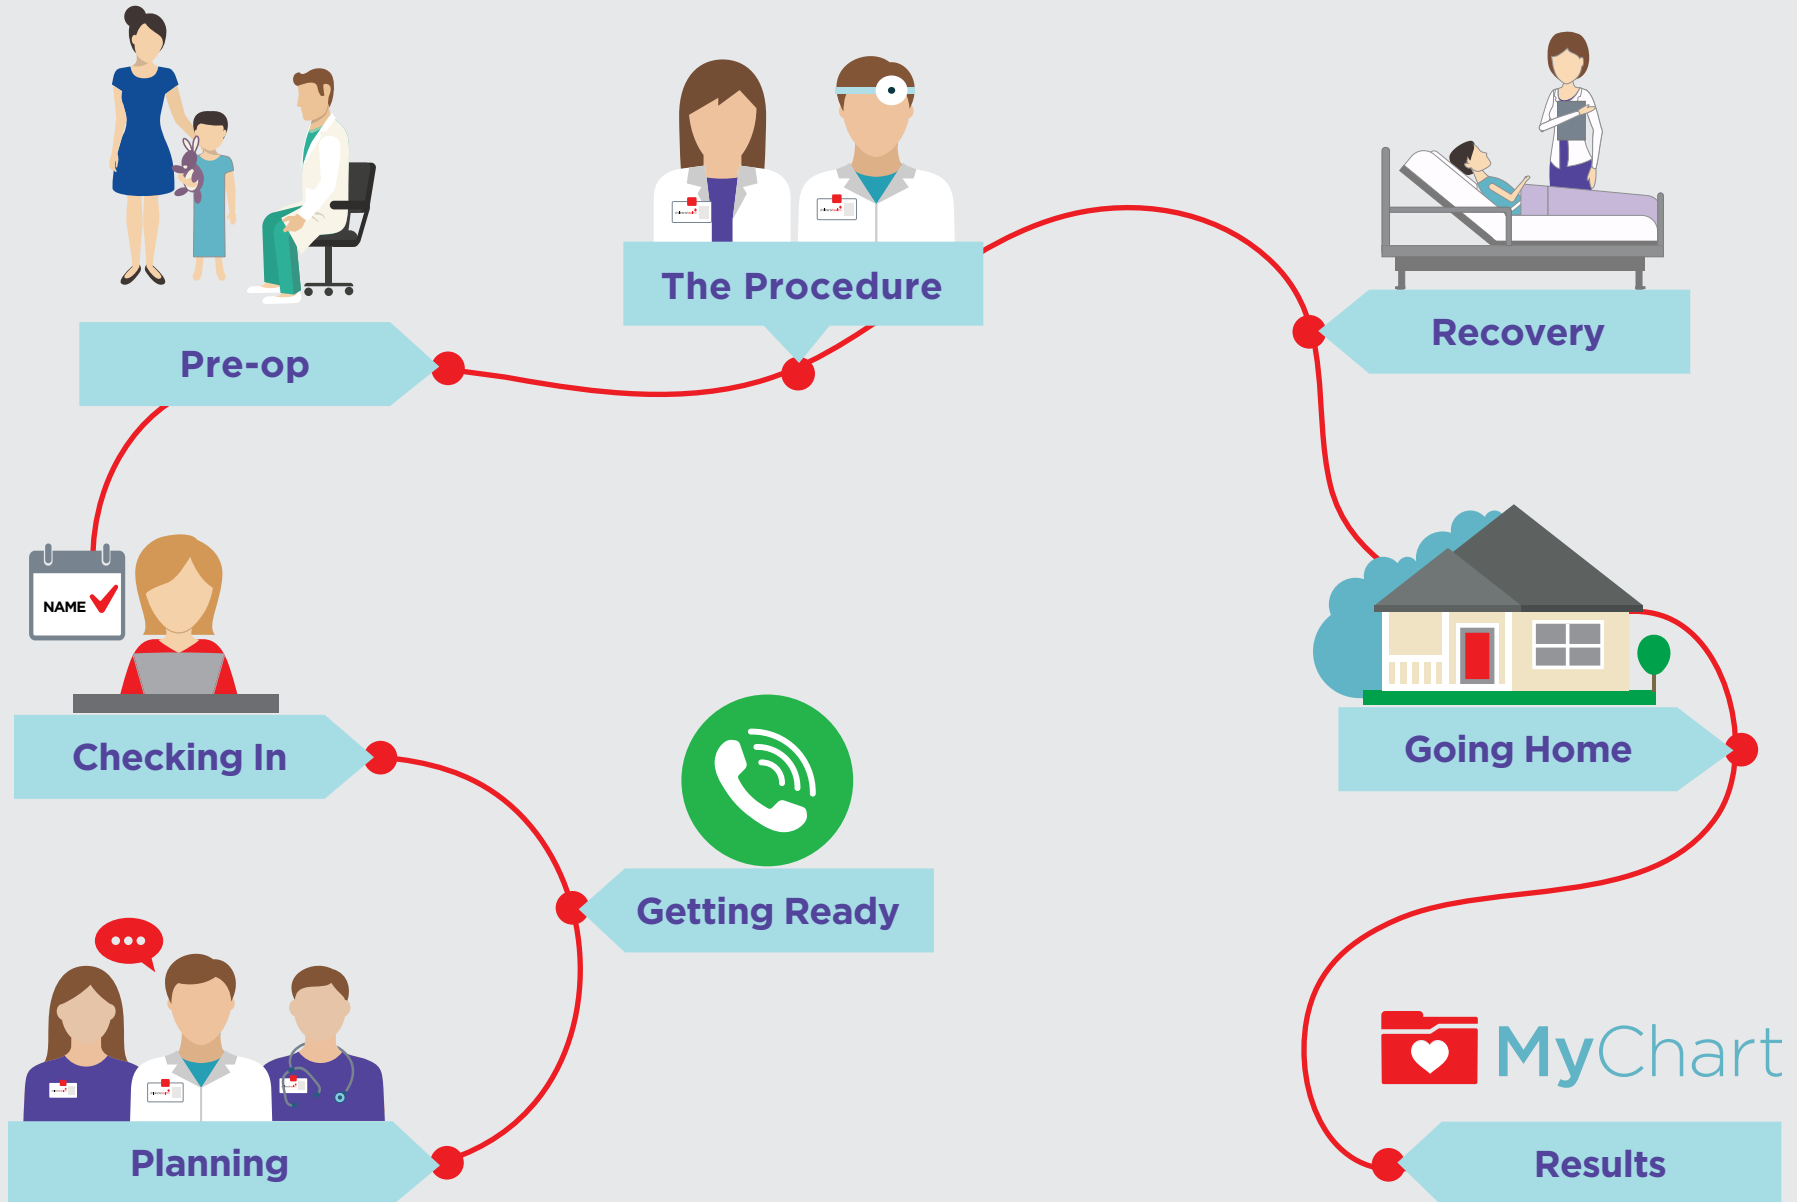 The Procedure
Recovery
Pre-op
NAME
Checking In
Going Home
Getting Ready
MyChart
Planning
Results